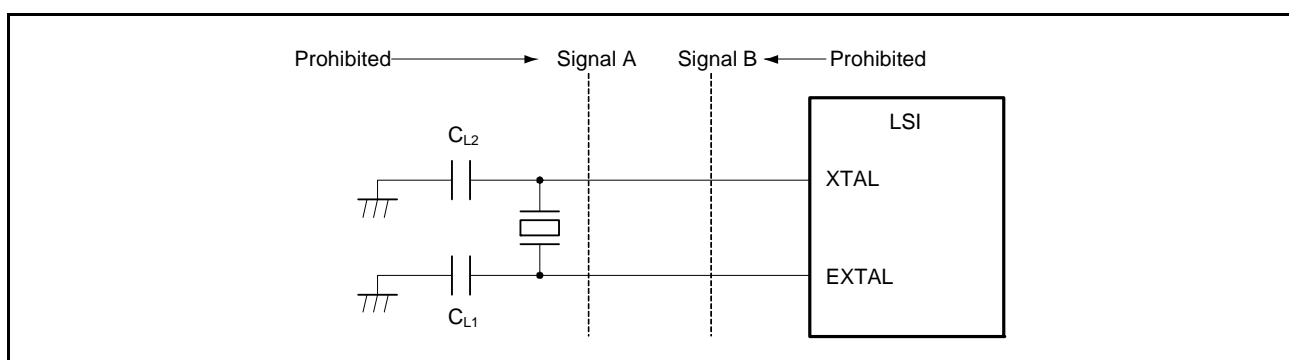 Prohibited Signal A Signal B Prohibited
LSI
CL2
XTAL
EXTAL
CL1